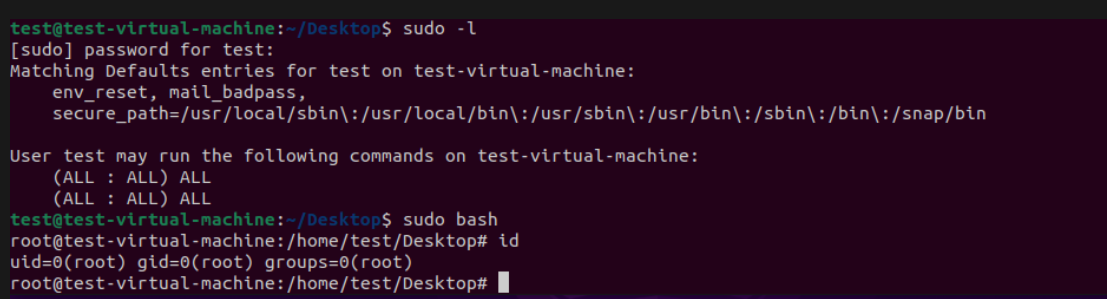 test@test-virtual-machine:~/Desktop$ sudo -l
[sudo] password for test:
Matching Defaults entries for test on test-virtual-machine:
    env_reset, mail_badpass,
    secure_path=/usr/local/sbin\:/usr/local/bin\:/usr/sbin\:/usr/bin\:/sbin\:/bin\:/snap/bin

User test may run the following commands on test-virtual-machine:
    (ALL : ALL) ALL
    (ALL : ALL) ALL
test@test-virtual-machine:~/Desktop$ sudo bash
root@test-virtual-machine:/home/test/Desktop# id
uid=0(root) gid=0(root) groups=0(root)
root@test-virtual-machine:/home/test/Desktop#